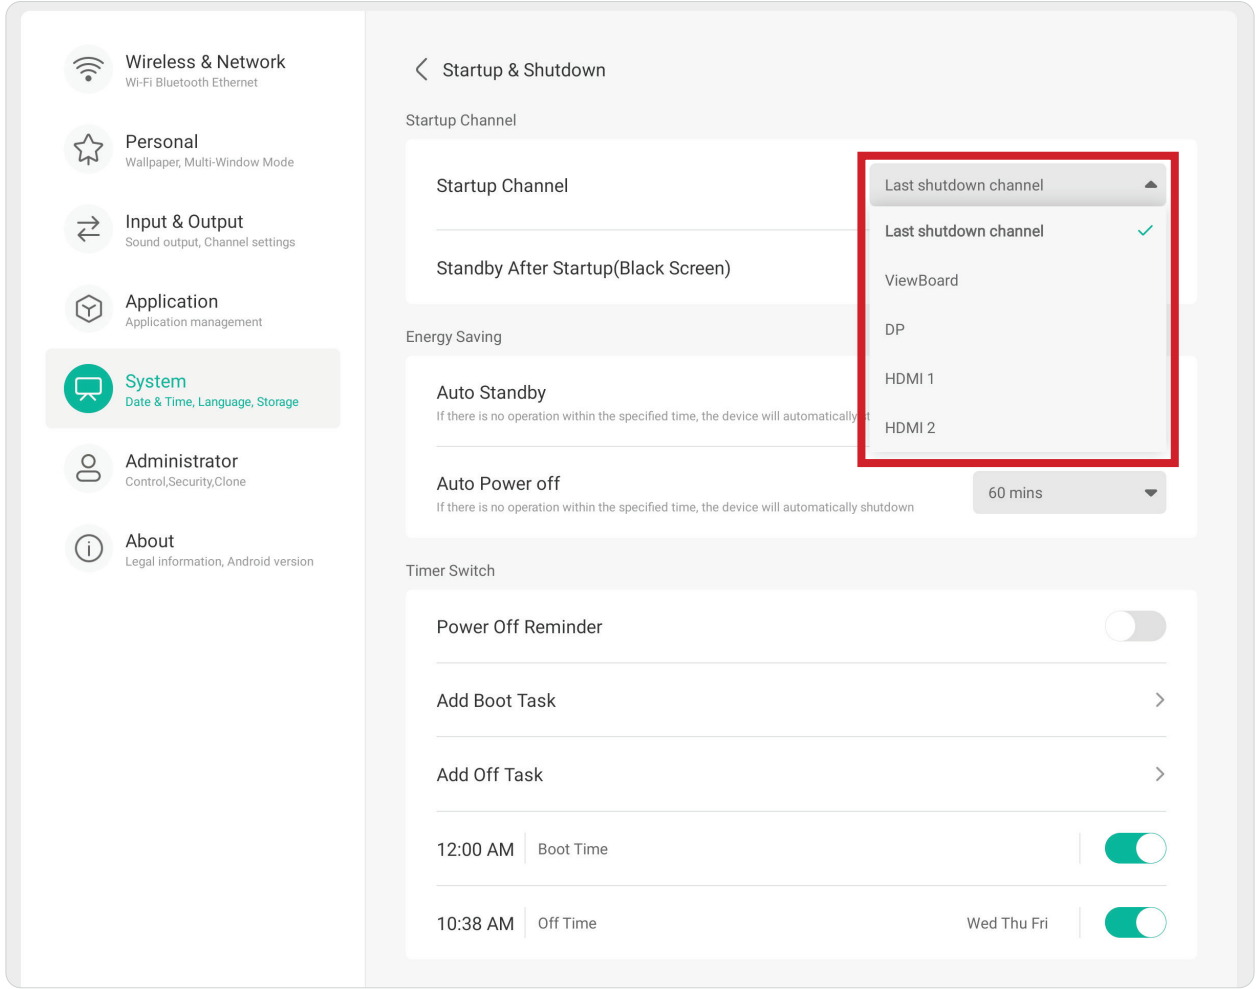 Wireless & Network
Wi-Fi Bluetooth Ethernet
Personal
Wallpaper, Multi-Window Mode
Input & Output
Sound output, Channel settings
Application
Application management
System
Date & Time, Language, Storage
Administrator
Control,Security,Clone
About
Legal information, Android version
Startup & Shutdown
Startup Channel
Startup Channel
Last shutdown channel
Last shutdown channel
ViewBoard
DP
HDMI 1
HDMI 2
Standby After Startup(Black Screen)
Energy Saving
Auto Standby
If there is no operation within the specified time, the device will automatically
Auto Power off
If there is no operation within the specified time, the device will automatically shutdown
60 mins
Timer Switch
Power Off Reminder
Add Boot Task
Add Off Task
12:00 AM Boot Time
10:38 AM Off Time Wed Thu Fri